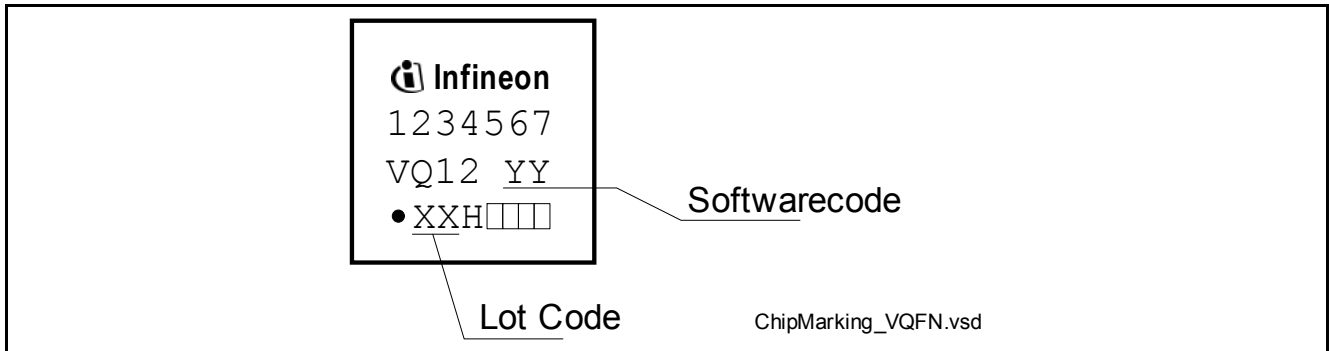 Infineon
1234567
VQ12 YY
XXH
Softwarecode
Lot Code
ChipMarking_VQFN.vsd